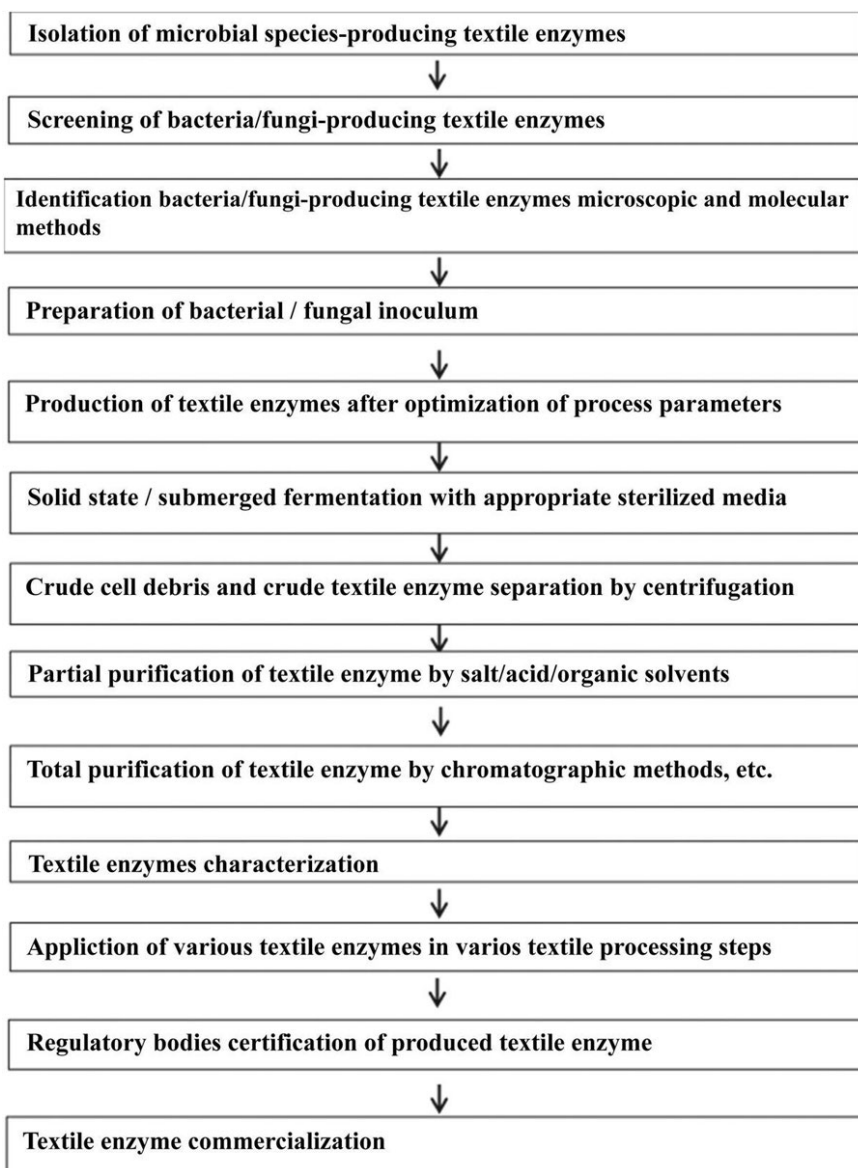 Isolation of microbial species-producing textile enzymes
Screening of bacteria/fungi-producing textile enzymes
Identification bacteria/fungi-producing textile enzymes microscopic and molecular
methods
Preparation of bacterial / fungal inoculum
Production of textile enzymes after optimization of process parameters
Solid state / submerged fermentation with appropriate sterilized media
Crude cell debris and crude textile enzyme separation by centrifugation
Partial purification of textile enzyme by salt/acid/organic solvents
Total purification of textile enzyme by chromatographic methods, etc.
Textile enzymes characterization
Appliction of various textile enzymes in varios textile processing steps
Regulatory bodies certification of produced textile enzyme
Textile enzyme commercialization